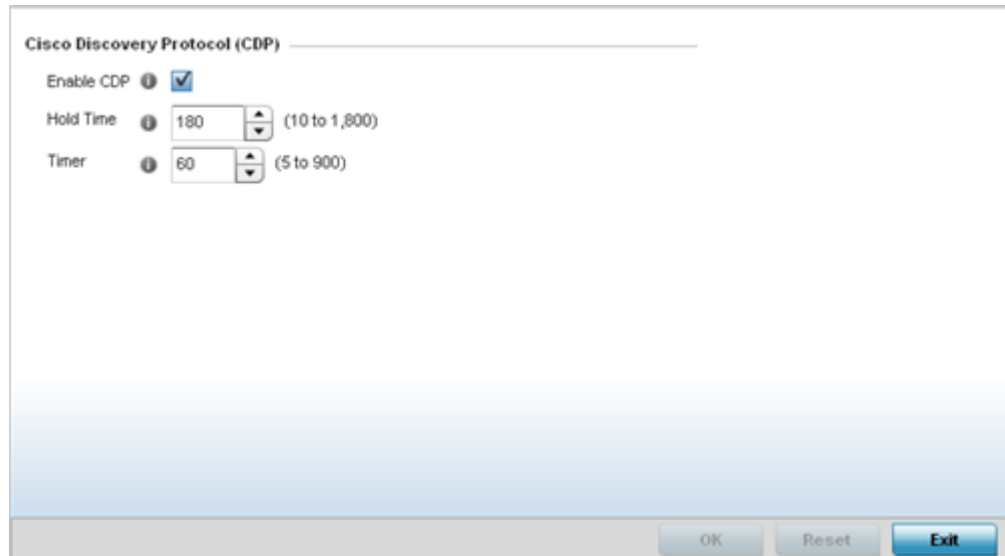 Cisco Discovery Protocol (CDP)
Enable CDP
Hold Time 180 (10 to 1,800)
Timer 60 (5 to 900)
OK Reset Exit